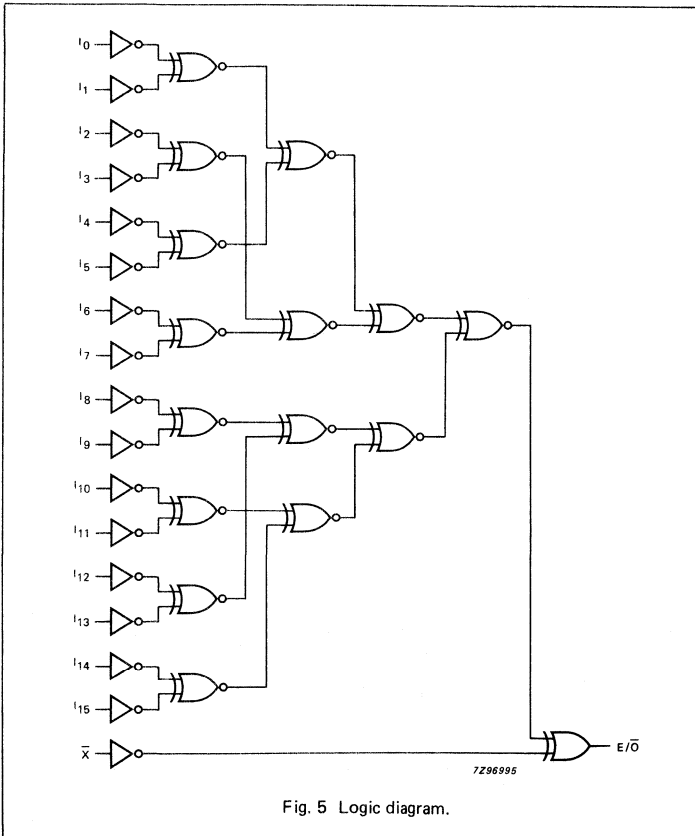 I0
I1
I2
I3
I4
I5
I6
I7
I8
I9
I10
I11
I12
I13
I14
I15
X̅
E/O̅
7Z96995
Fig. 5 Logic diagram.